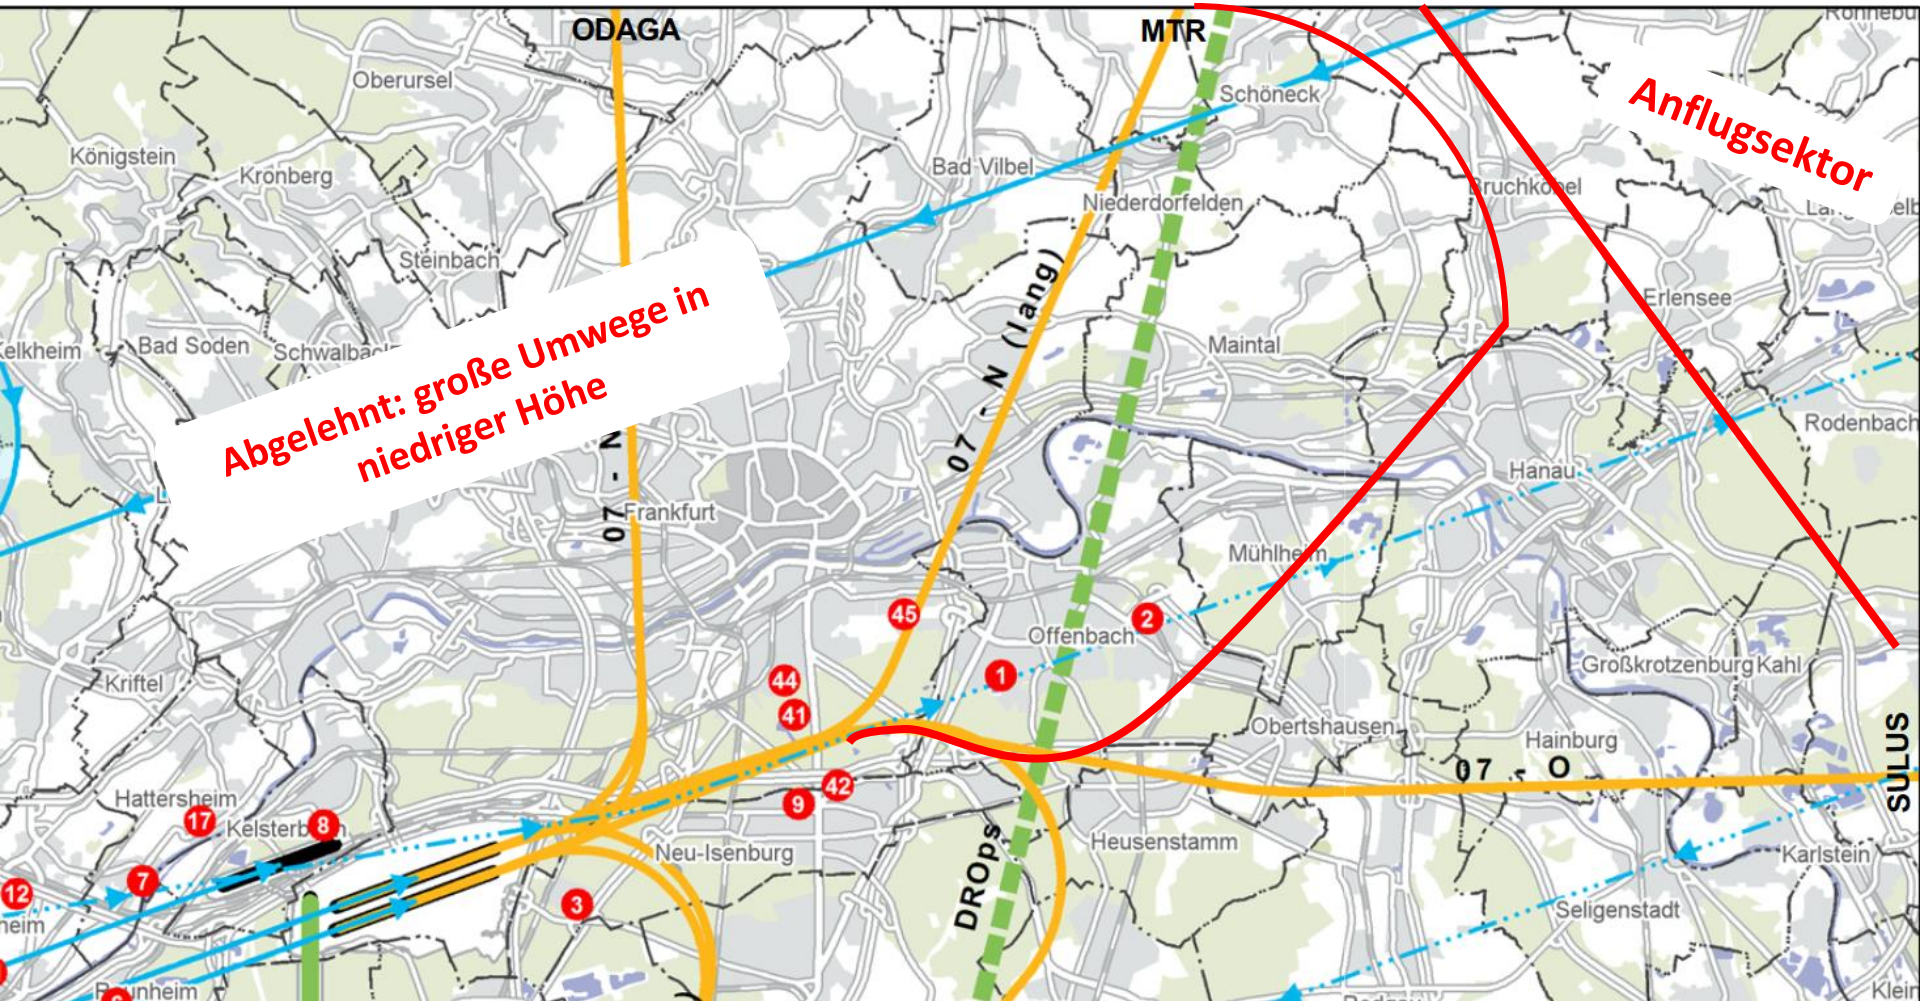 ODAGA
MTR
Oberursel
Schöneck
Anflugsektor
Königstein
Kronberg
Bad Vilbel
Bruchköbel
Niederdorfelden
Steinbach
07 - N (lang)
Erlensee
Abgelehnt: große Umwege in
niedriger Höhe
Bad Soden
Maintal
Rodenbach
07 - N
Hanau
Frankfurt
Mühlheim
45
2
Offenbach
1
44
41
Kriftel
Großkrotzenburg
Kahl
Obertshausen
Hainburg
07 - O
SULUS
42
9
Hattersheim
17
8
Neu-Isenburg
Heusenstamm
Karlstein
DROps
12
7
3
Seligenstadt